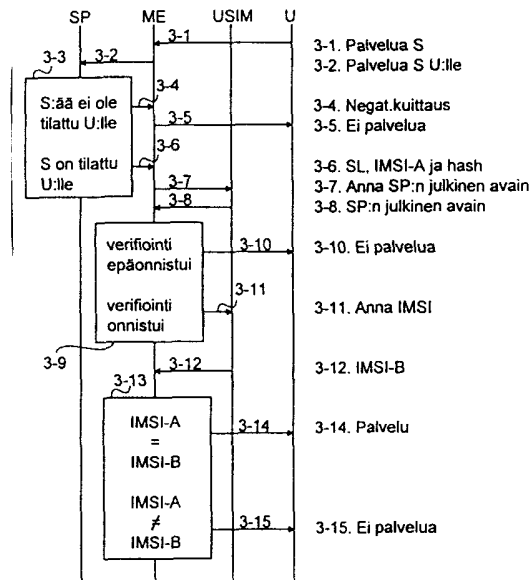 SP ME USIM U
3-1 3-1. Palvelua S
3-3 3-2 3-2. Palvelua S U:lle
S:ää ei ole
tilattu U:lle
3-4 3-4. Negat.kuittaus
3-5 3-5. Ei palvelua
S on tilattu
U:lle
3-6 3-6. SL, IMSI-A ja hash
3-7 3-7. Anna SP:n julkinen avain
3-8 3-8. SP:n julkinen avain
verifiointi
epäonnistui
3-10 3-10. Ei palvelua
verifiointi
onnistui
3-11 3-11. Anna IMSI
3-9
3-12 3-12. IMSI-B
3-13
IMSI-A
=
IMSI-B
3-14 3-14. Palvelu
IMSI-A
≠
IMSI-B
3-15 3-15. Ei palvelua